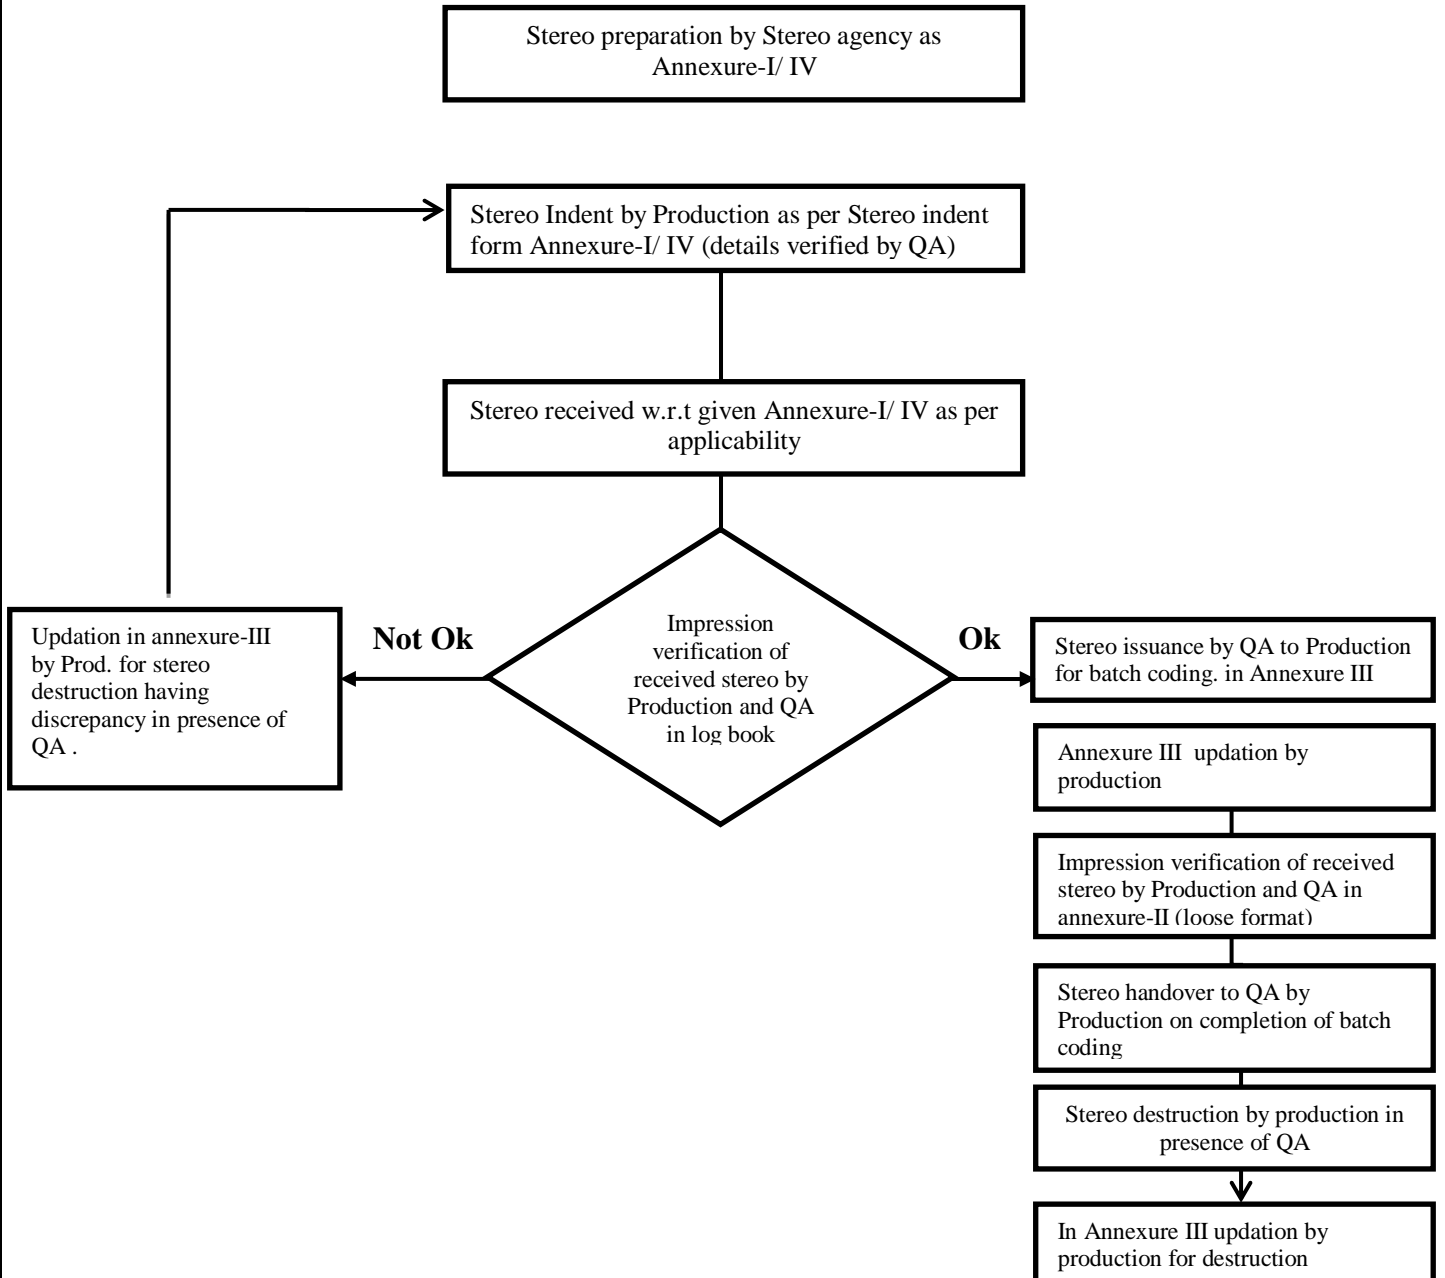 Stereo preparation by Stereo agency as
Annexure-I/ IV
Stereo Indent by Production as per Stereo indent
form Annexure-I/ IV (details verified by QA)
Stereo received w.r.t given Annexure-I/ IV as per
applicability
Impression
verification of
received stereo by
Production and QA
in log book
Not Ok
Ok
Updation in annexure-III
by Prod. for stereo
destruction having
discrepancy in presence of
QA .
Stereo issuance by QA to Production
for batch coding. in Annexure III
Annexure III  updation by
production
Impression verification of received
stereo by Production and QA in
annexure-II (loose format)
Stereo handover to QA by
Production on completion of batch
coding
Stereo destruction by production in
presence of QA
In Annexure III updation by
production for destruction